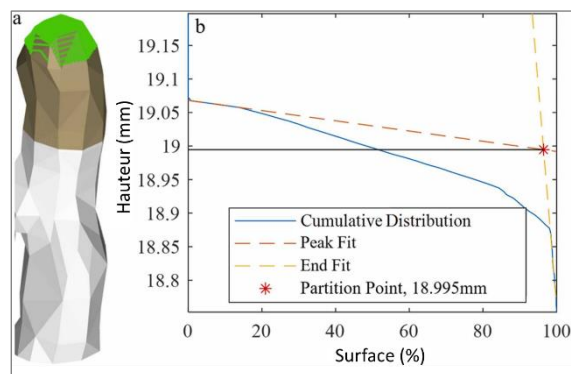 a
b
19.15
19.1
19.05
19
18.95
18.9
18.85
18.8
Hauteur (mm)
Cumulative Distribution
Peak Fit
End Fit
Partition Point, 18.995mm
0 20 40 60 80 100
Surface (%)